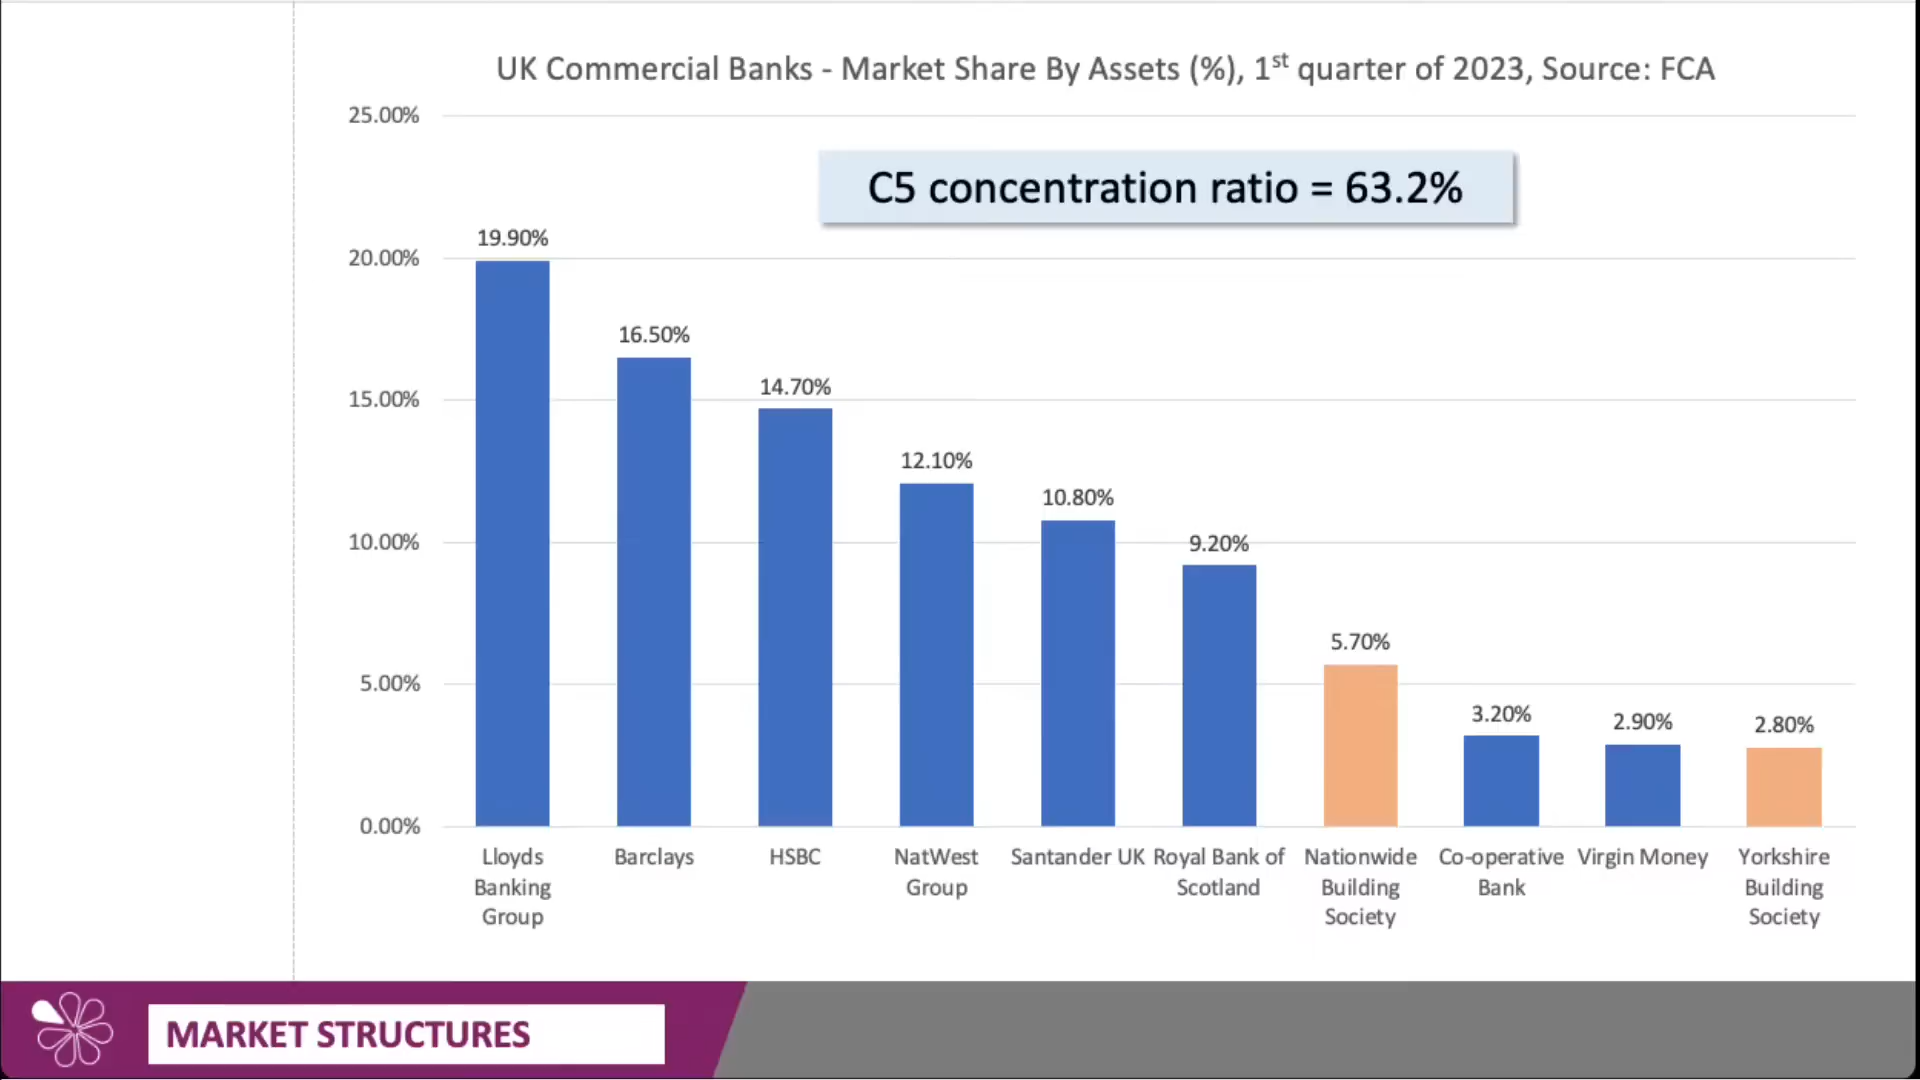 UK Commercial Banks - Market Share By Assets (%), 1st quarter of 2023, Source: FCA
25.00%
C5 concentration ratio = 63.2%
20.00%
15.00%
10.00%
5.00%
0.00%
19.90%
16.50%
14.70%
12.10%
10.80%
9.20%
5.70%
3.20%
2.90%
2.80%
Lloyds
Banking
Group
Barclays
HSBC
NatWest
Group
Santander UK
Royal Bank of
Scotland
Nationwide
Building
Society
Co-operative
Bank
Virgin Money
Yorkshire
Building
Society
MARKET STRUCTURES